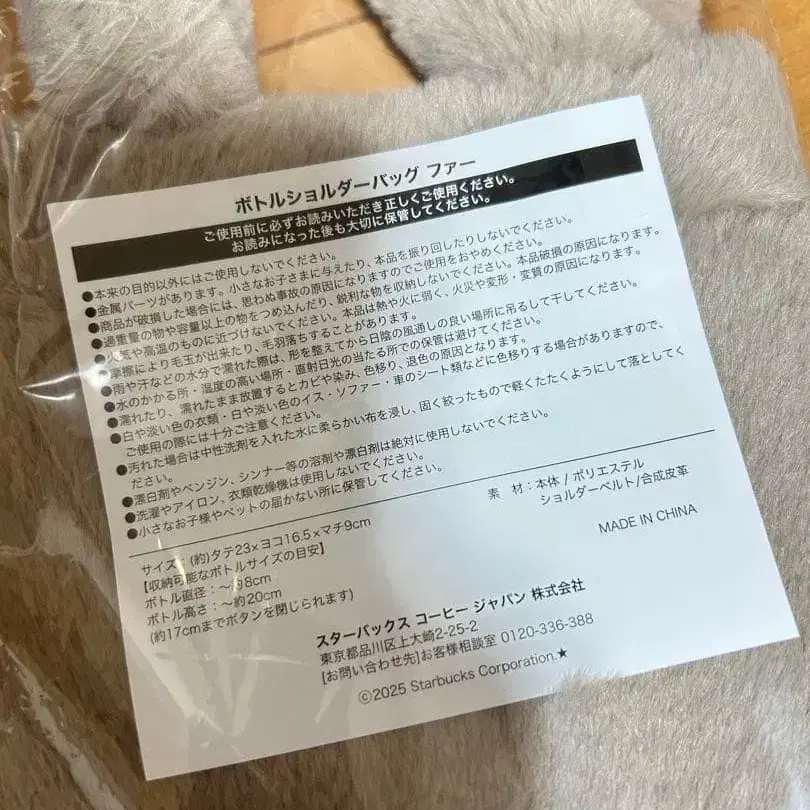 ボトルショルダーバッグ ファー
ご使用前に必ずお読みいただき正しくご使用ください。
お読みになった後も大切に保管してください。
●本来の目的以外にはご使用しないでください。
●金属パーツがあります。小さなお子さまに与えたり、本品を振り回したりしないでください。
●商品が破損した場合には、思わぬ事故の原因になりますのでご使用をおやめください。
●過重量の物や容量以上の物をつめ込んだり、鋭利な物を収納しないでください。本品破損の原因になります。
●火気や高温のものに近づけないでください。本品は熱や火に弱く、火災や変形・変質の原因になります。
●摩擦により毛玉が出来たり、毛羽落ちすることがあります。
●雨や汗などの水分で濡れた際は、形を整えてから日陰の風通しの良い場所に吊るして干してください。
●水のかかる所・湿度の高い場所・直射日光の当たる所での保管は避けてください。
●濡れたり、濡れたまま放置するとカビや染み、色移り、退色の原因となります。
●白や淡い色の衣類・白や淡い色のイス・ソファー・車のシート類などに色移りする場合がありますので、
ご使用の際には十分ご注意ください。
●汚れた場合は中性洗剤を入れた水に柔らかい布を浸し、固く絞ったもので軽くたたくようにして落としてく
ださい。
●漂白剤やベンジン、シンナー等の溶剤や漂白剤は絶対に使用しないでください。
●洗濯やアイロン、衣類乾燥機は使用しないでください。
●小さなお子様やペットの届かない所に保管してください。
サイズ：(約)タテ23×ヨコ16.5×マチ9cm
【収納可能なボトルサイズの目安】
ボトル直径：～約8cm
ボトル高さ：～約20cm
(約17cmまでボタンを閉じられます)
素　材：本体 / ポリエステル
ショルダーベルト/合成皮革
MADE IN CHINA
スターバックス コーヒー ジャパン 株式会社
東京都品川区上大崎2-25-2
[お問い合わせ先]お客様相談室 0120-336-388
©2025 Starbucks Corporation.★